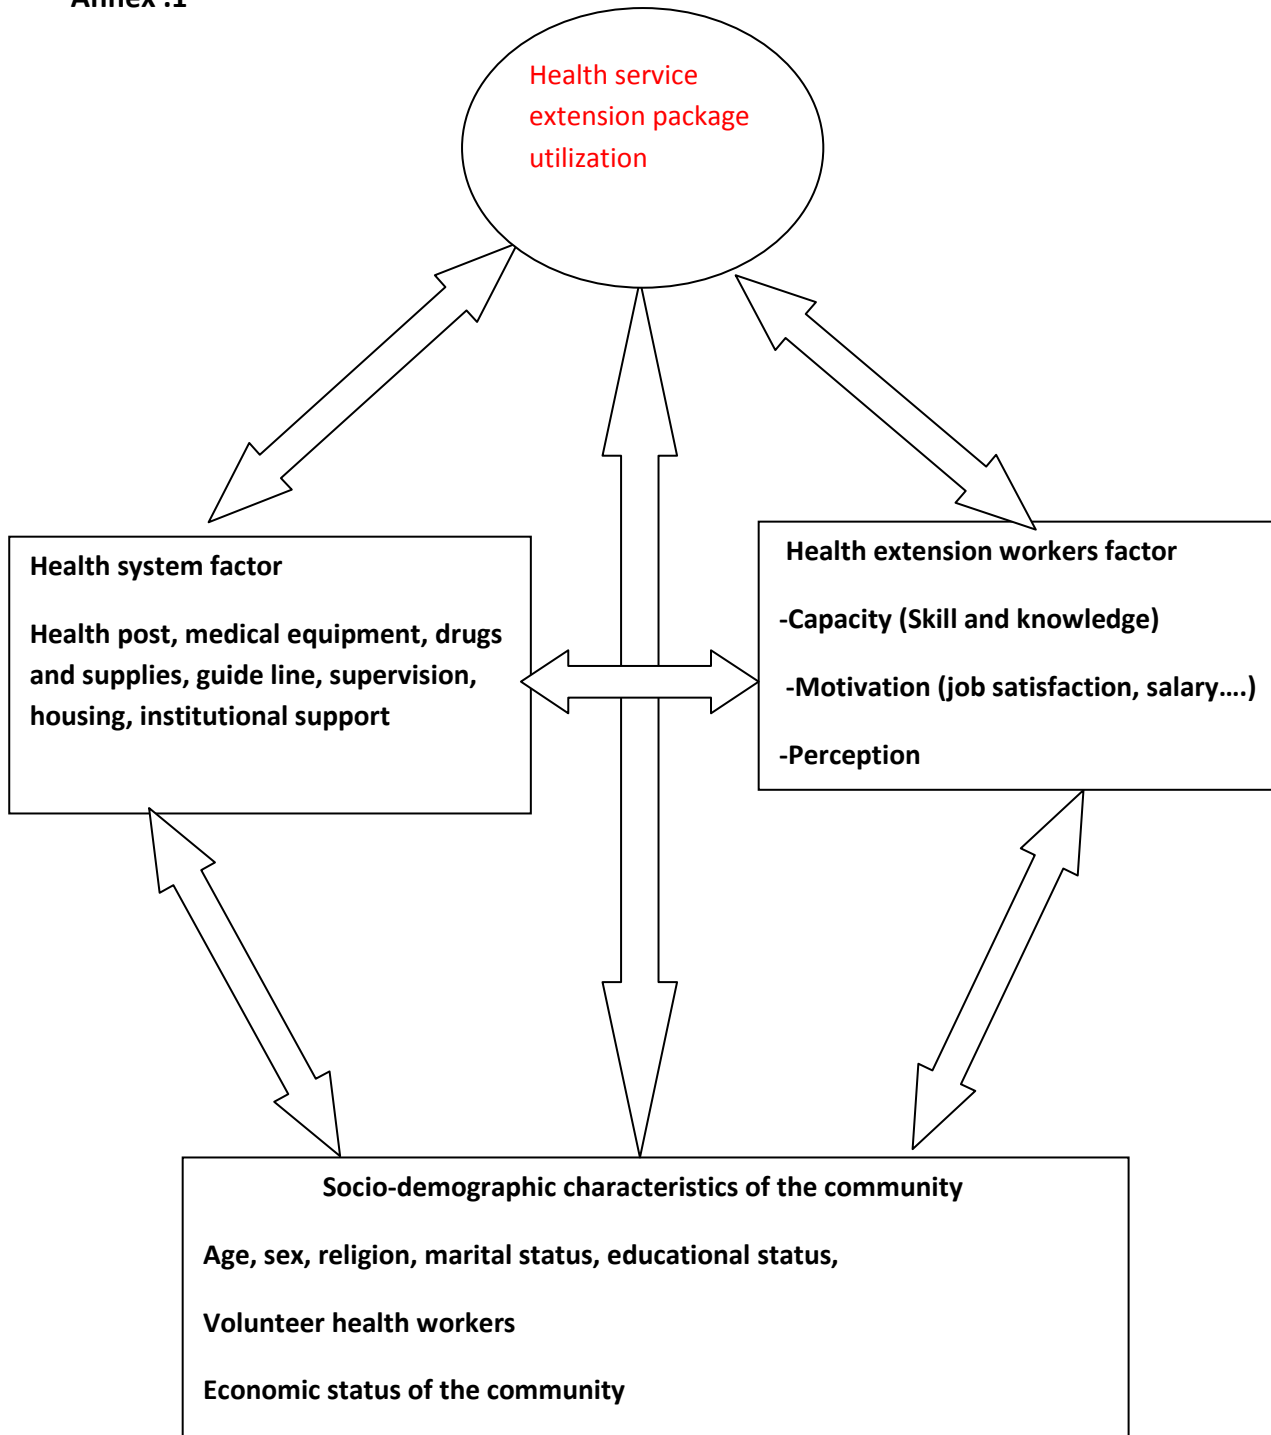 Annex .1
Health service
extension package
utilization
Health system factor
Health post, medical equipment, drugs
and supplies, guide line, supervision,
housing, institutional support
Health extension workers factor
-Capacity (Skill and knowledge)
-Motivation (job satisfaction, salary....)
-Perception
Socio-demographic characteristics of the community
Age, sex, religion, marital status, educational status,
Volunteer health workers
Economic status of the community